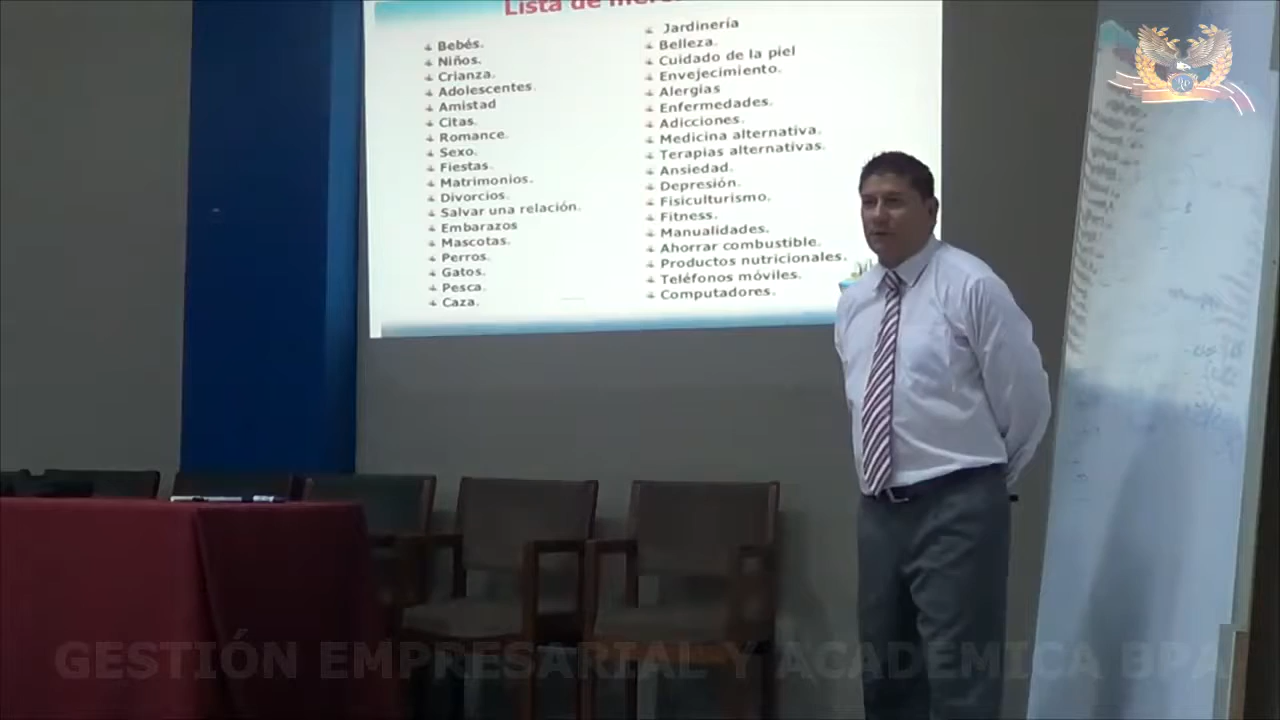 Lista de
Bebés.
Niños.
Crianza.
Adolescentes.
Amistad
Citas.
Romance.
Sexo.
Fiestas.
Matrimonios.
Divorcios.
Salvar una relación.
Embarazos
Mascotas.
Perros.
Gatos.
Pesca.
Caza.
Jardinería
Belleza.
Cuidado de la piel
Envejecimiento.
Alergias
Enfermedades.
Adicciones.
Medicina alternativa.
Terapias alternativas.
Ansiedad.
Depresión.
Fisiculturismo.
Fitness.
Manualidades.
Ahorrar combustible.
Productos nutricionales.
Teléfonos móviles.
Computadores.
GESTIÓN EMPRESARIAL Y ACADÉMICA BPA